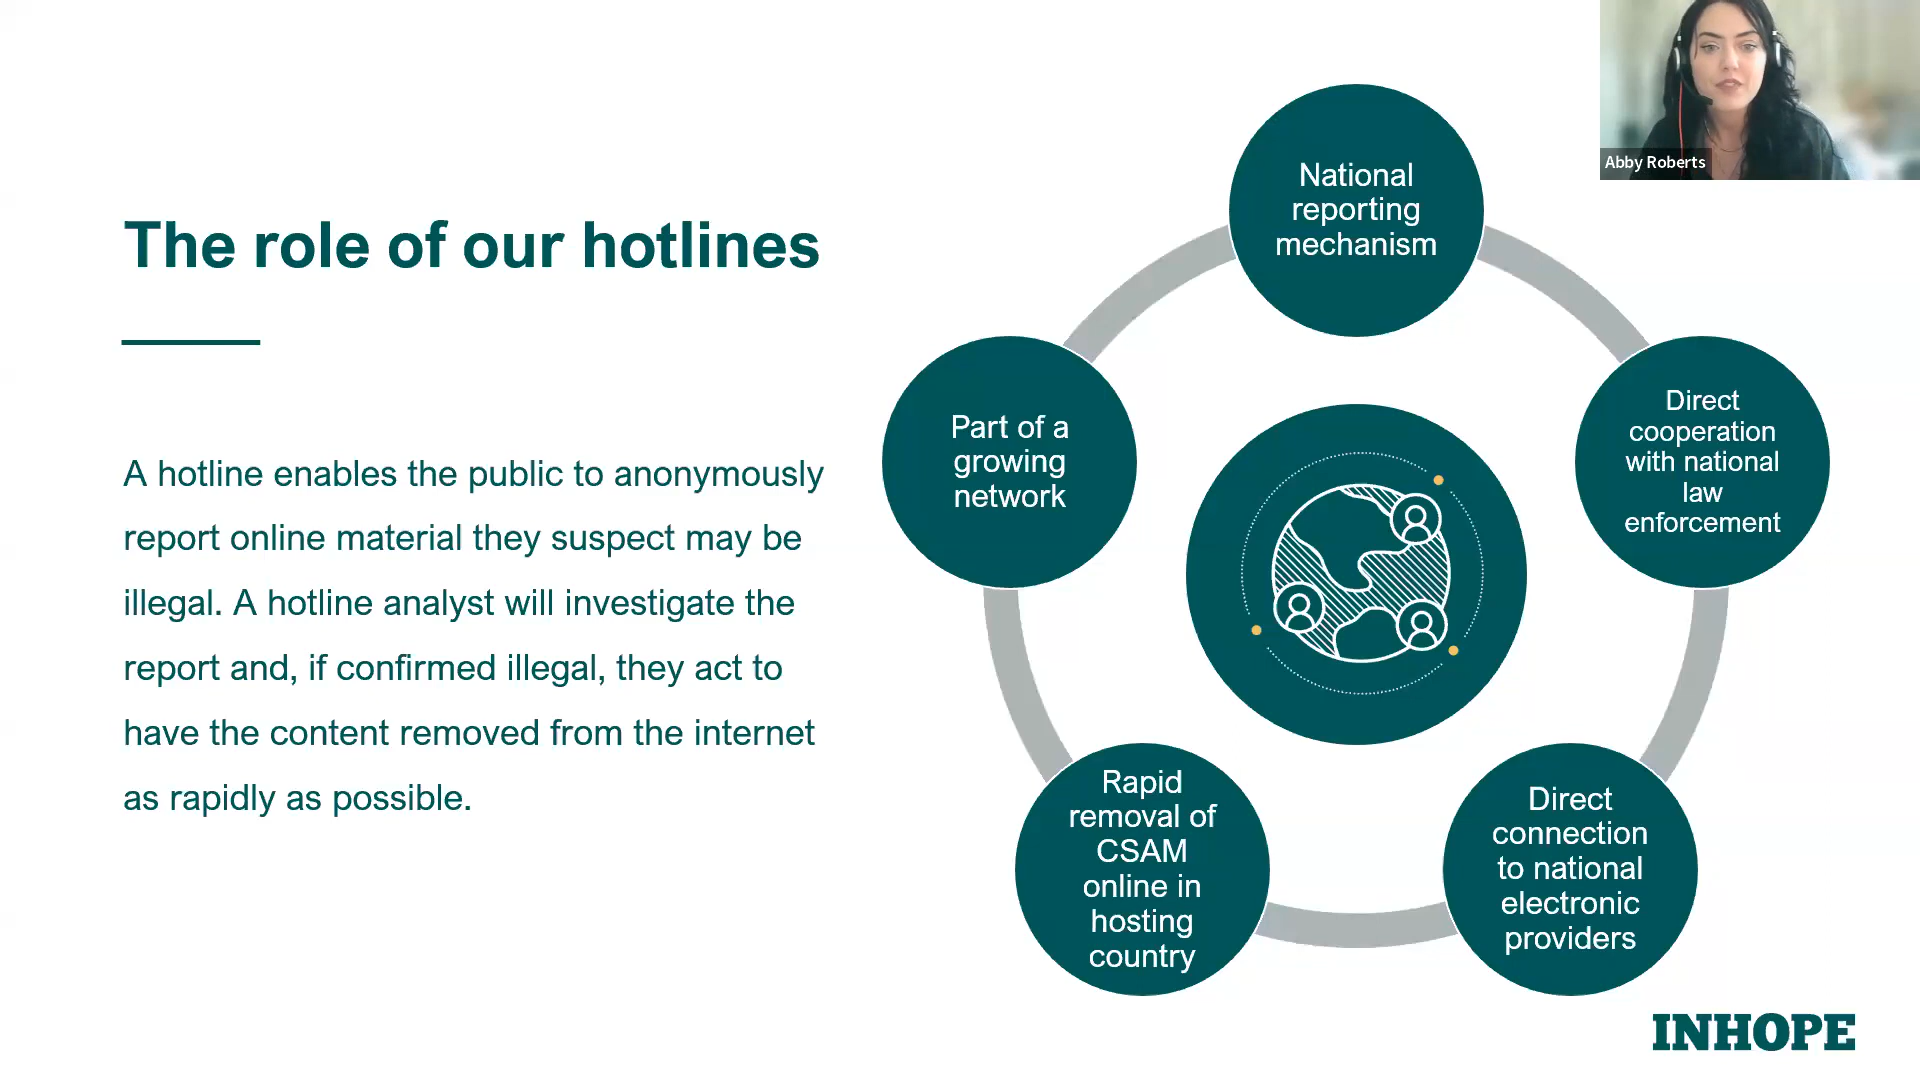 The role of our hotlines
A hotline enables the public to anonymously
report online material they suspect may be
illegal. A hotline analyst will investigate the
report and, if confirmed illegal, they act to
have the content removed from the internet
as rapidly as possible.
National
reporting
mechanism
Direct
cooperation
with national
law
enforcement
Direct
connection
to national
electronic
providers
Rapid
removal of
CSAM
online in
hosting
country
Part of a
growing
network
Abby Roberts
INHOPE